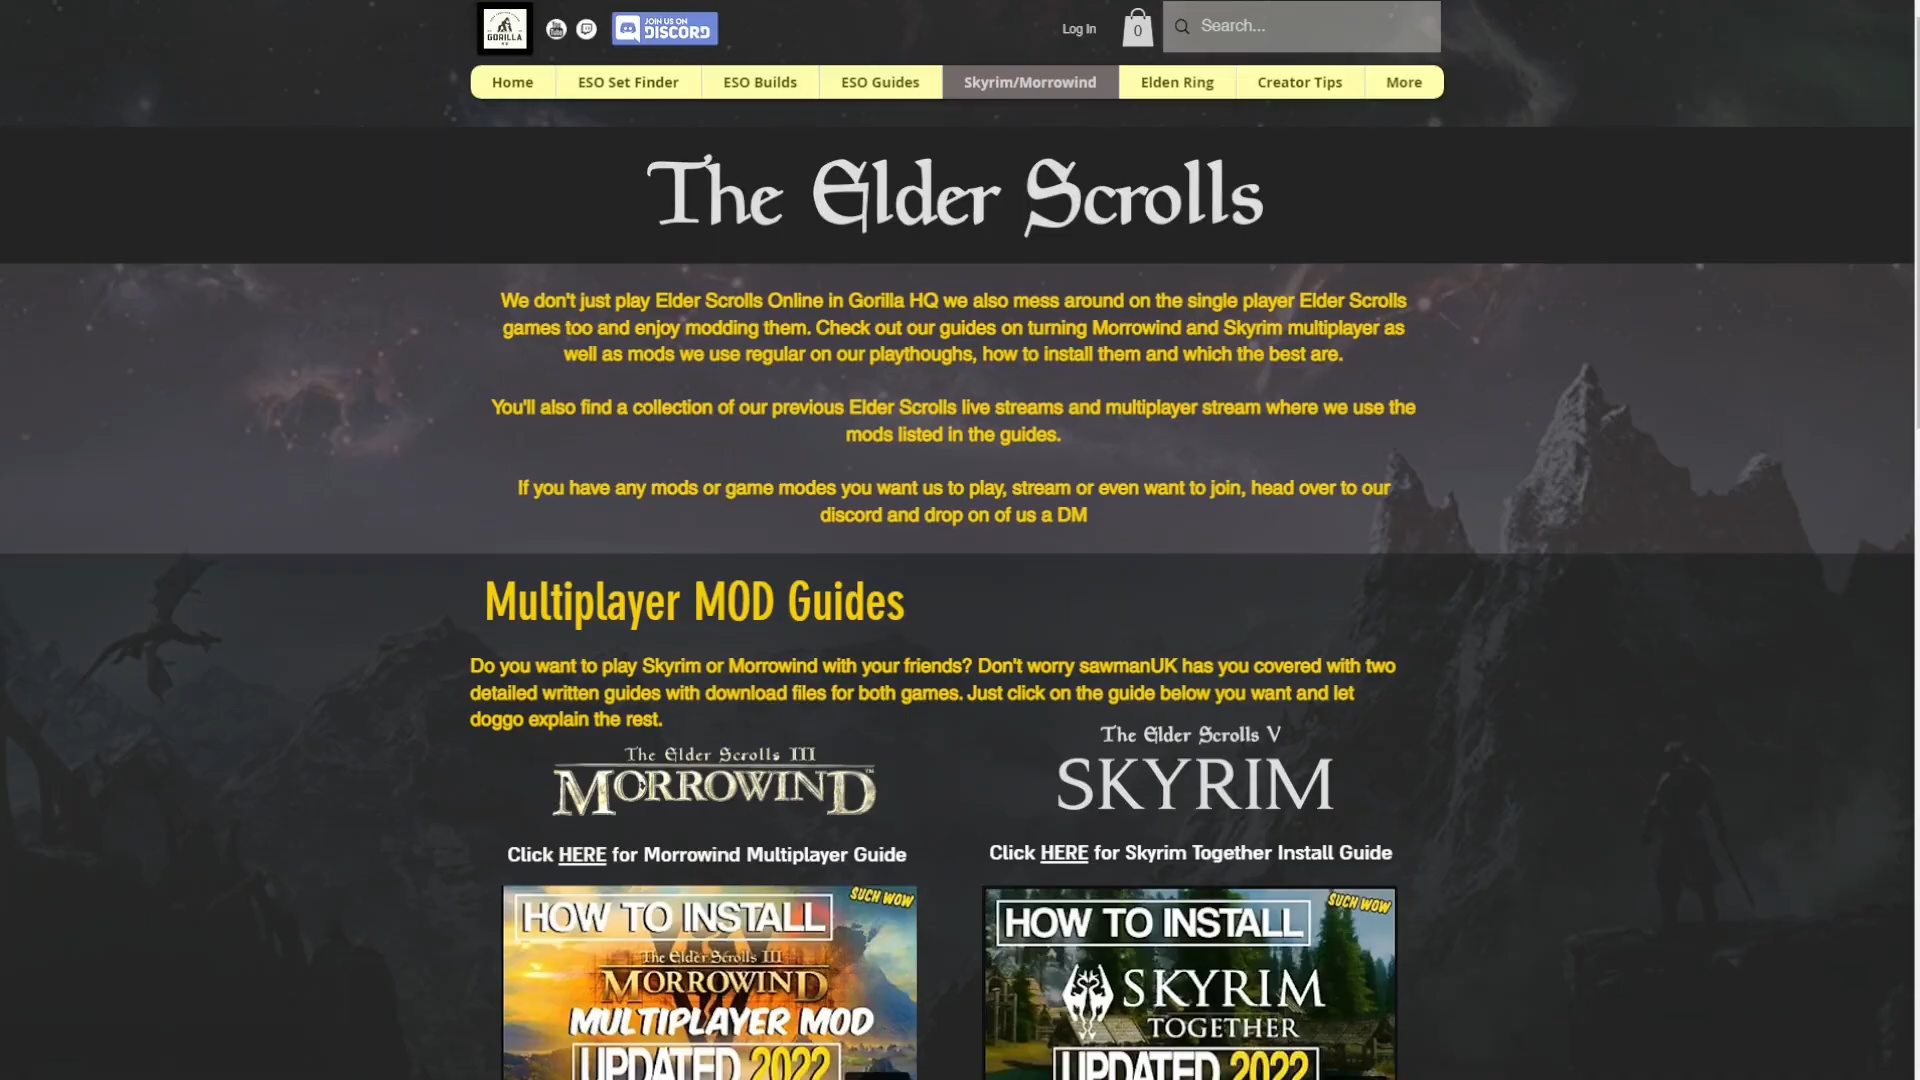 GORILLA
HQ
You
Tube
JOIN US ON
DISCORD
Log In
0
Search...
Home
ESO Set Finder
ESO Builds
ESO Guides
Skyrim/Morrowind
Elden Ring
Creator Tips
More
The Elder Scrolls
We don't just play Elder Scrolls Online in Gorilla HQ we also mess around on the single player Elder Scrolls
games too and enjoy modding them. Check out our guides on turning Morrowind and Skyrim multiplayer as
well as mods we use regular on our playthoughs, how to install them and which the best are.
You'll also find a collection of our previous Elder Scrolls live streams and multiplayer stream where we use the
mods listed in the guides.
If you have any mods or game modes you want us to play, stream or even want to join, head over to our
discord and drop on of us a DM
Multiplayer MOD Guides
Do you want to play Skyrim or Morrowind with your friends? Don't worry sawmanUK has you covered with two
detailed written guides with download files for both games. Just click on the guide below you want and let
doggo explain the rest.
The Elder Scrolls III
MORROWIND™
The Elder Scrolls V
SKYRIM
Click HERE for Morrowind Multiplayer Guide
Click HERE for Skyrim Together Install Guide
SUCH WOW
HOW TO INSTALL
The Elder Scrolls III
MORROWIND
MULTIPLAYER MOD
UPDATED 2022
SUCH WOW
HOW TO INSTALL
SKYRIM
TOGETHER
UPDATED 2022